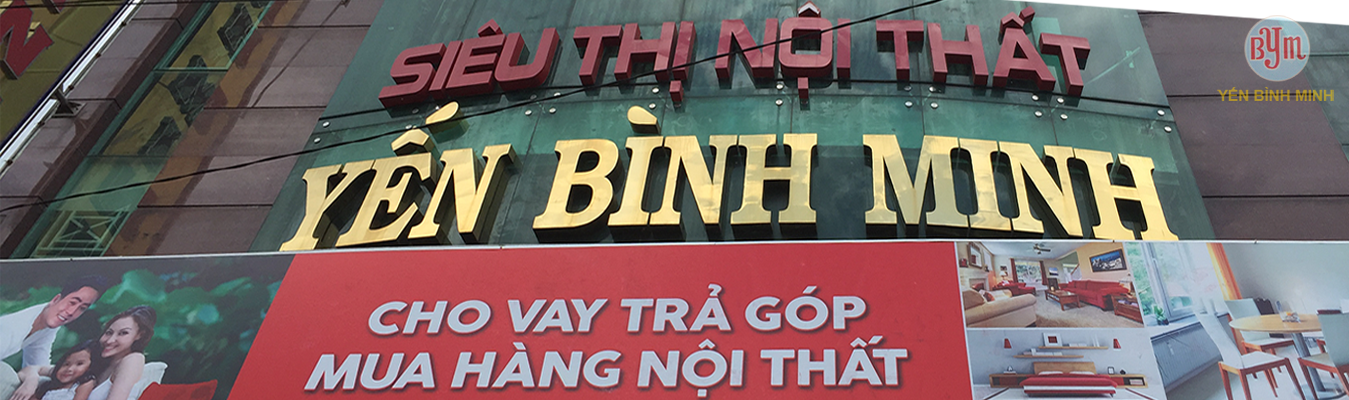 SIÊU THỊ NỘI THẤT
YẾN BÌNH MINH
CHO VAY TRẢ GÓP
MUA HÀNG NỘI THẤT
BYM
YẾN BÌNH MINH